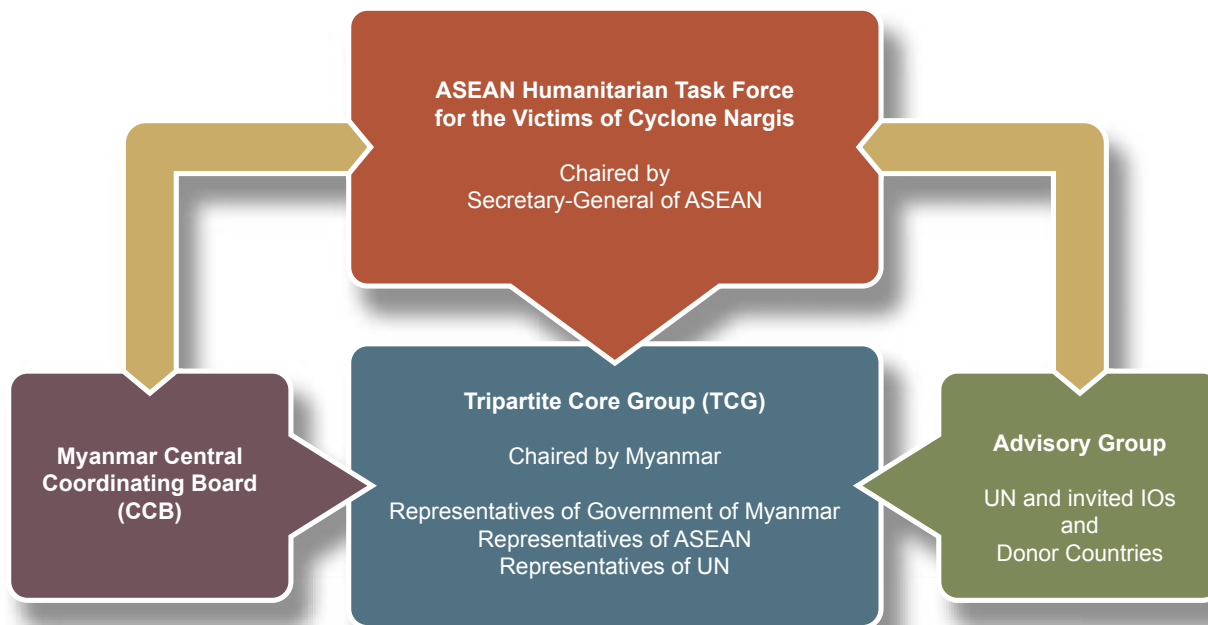 ASEAN Humanitarian Task Force
for the Victims of Cyclone Nargis
Chaired by
Secretary-General of ASEAN
Myanmar Central
Coordinating Board
(CCB)
Tripartite Core Group (TCG)
Chaired by Myanmar
Representatives of Government of Myanmar
Representatives of ASEAN
Representatives of UN
Advisory Group
UN and invited IOs
and
Donor Countries